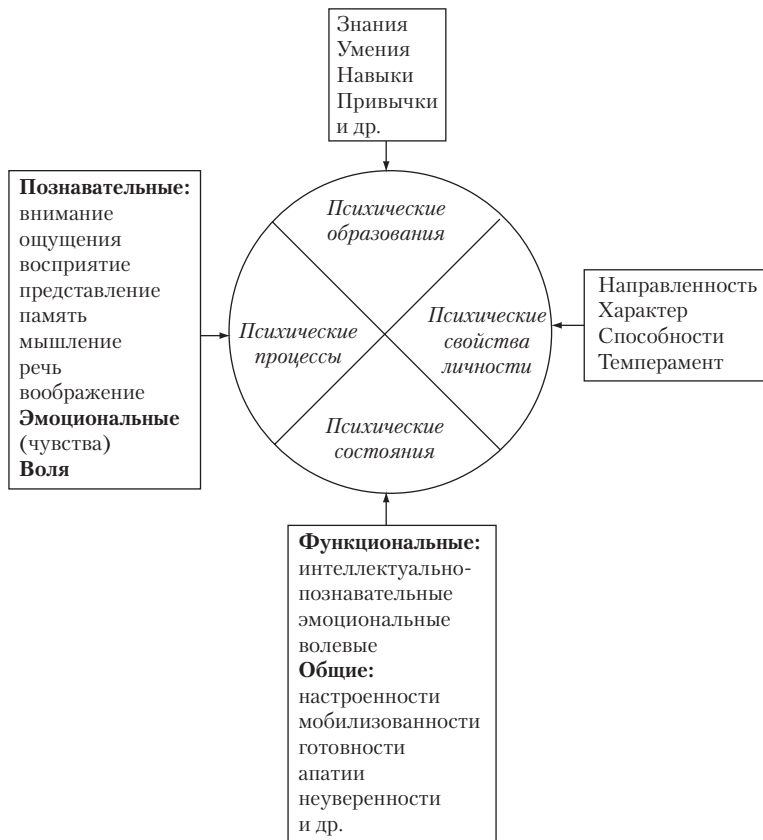 Знания
Умения
Навыки
Привычки
и др.
Познавательные:
внимание
ощущения
восприятие
представление
память
мышление
речь
воображение
Эмоциональные
(чувства)
Воля
Психические
образования
Психические
процессы
Психические
свойства
личности
Психические
состояния
Направленность
Характер
Способности
Темперамент
Функциональные:
интеллектуально-
познавательные
эмоциональные
волевые
Общие:
настроенности
мобилизованности
готовности
апатии
неуверенности
и др.